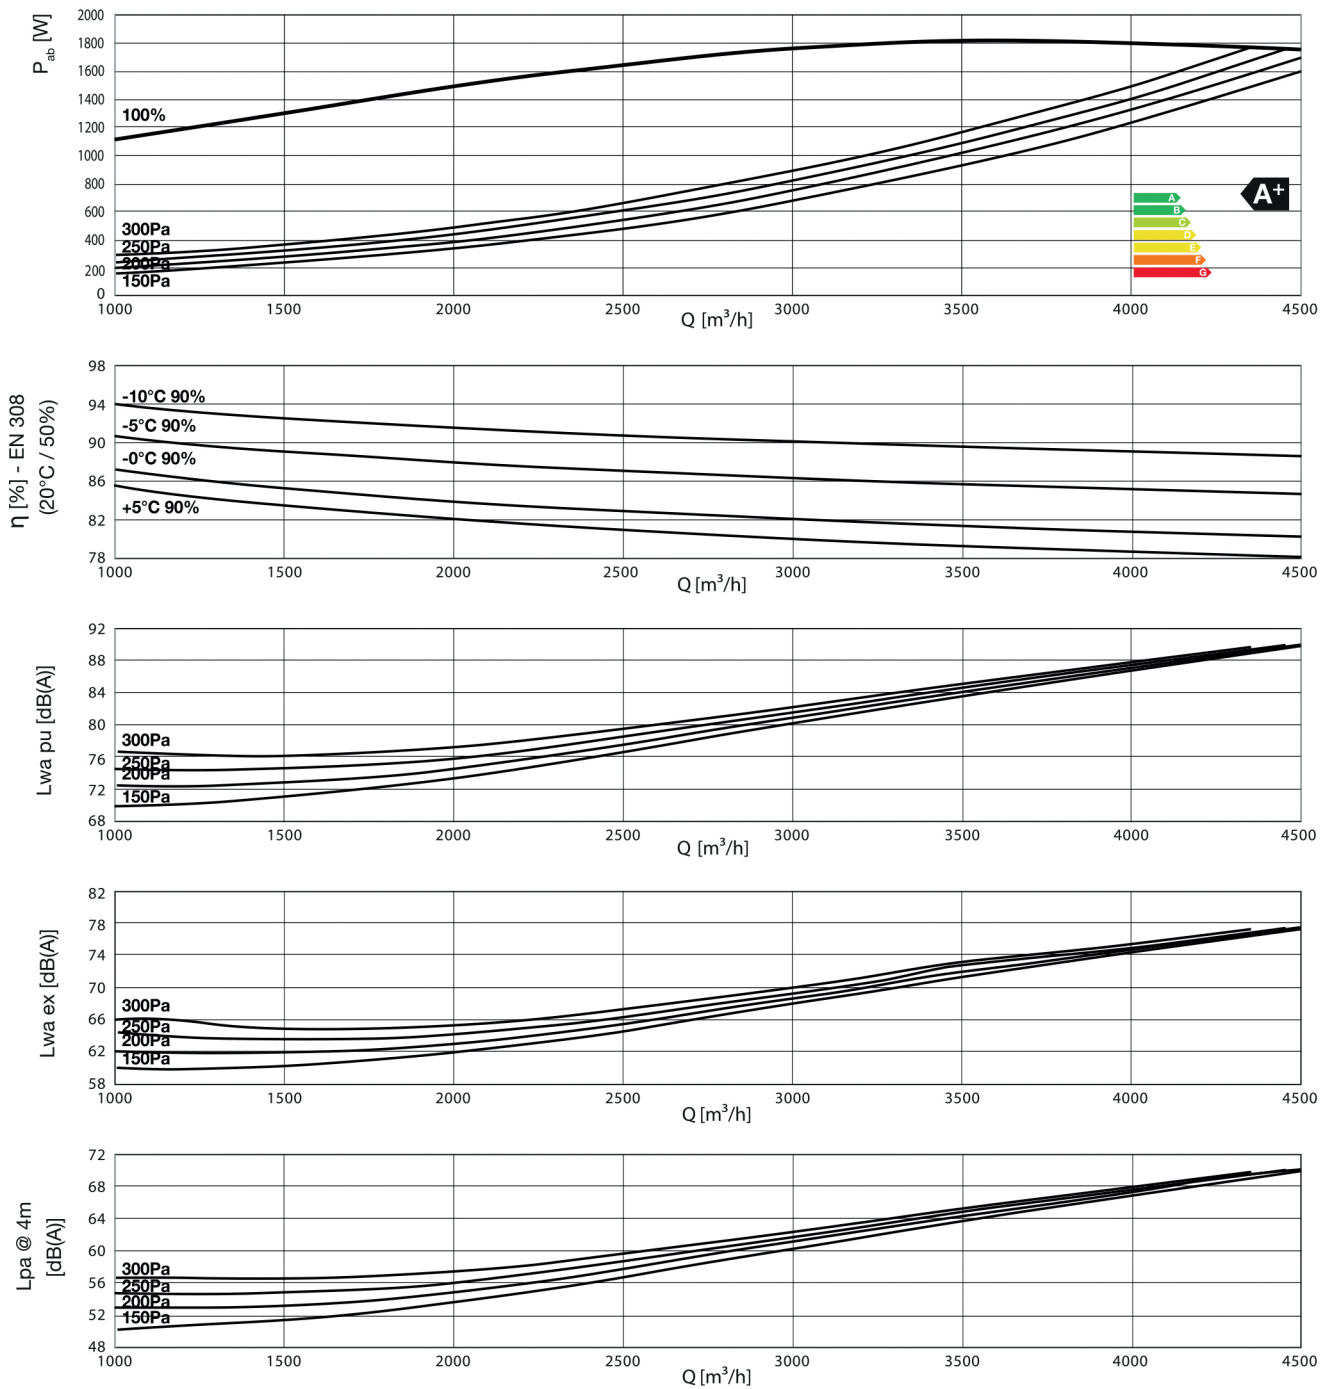 P ab [W]
2000
1800
1600
1400
1200
1000
800
600
400
200
0
100%
300Pa
250Pa
200Pa
150Pa
A+
A
B
C
D
E
F
G
1000 1500 2000 2500 3000 3500 4000 4500
Q [m³/h]
η [%] - EN 308
(20°C / 50%)
98
94
90
86
82
78
-10°C 90%
-5°C 90%
-0°C 90%
+5°C 90%
1000 1500 2000 2500 3000 3500 4000 4500
Q [m³/h]
Lwa pu [dB(A)]
92
88
84
80
76
72
68
300Pa
250Pa
200Pa
150Pa
1000 1500 2000 2500 3000 3500 4000 4500
Q [m³/h]
Lwa ex [dB(A)]
82
78
74
70
66
62
58
300Pa
250Pa
200Pa
150Pa
1000 1500 2000 2500 3000 3500 4000 4500
Q [m³/h]
Lpa @ 4m
[dB(A)]
72
68
64
60
56
52
48
300Pa
250Pa
200Pa
150Pa
1000 1500 2000 2500 3000 3500 4000 4500
Q [m³/h]